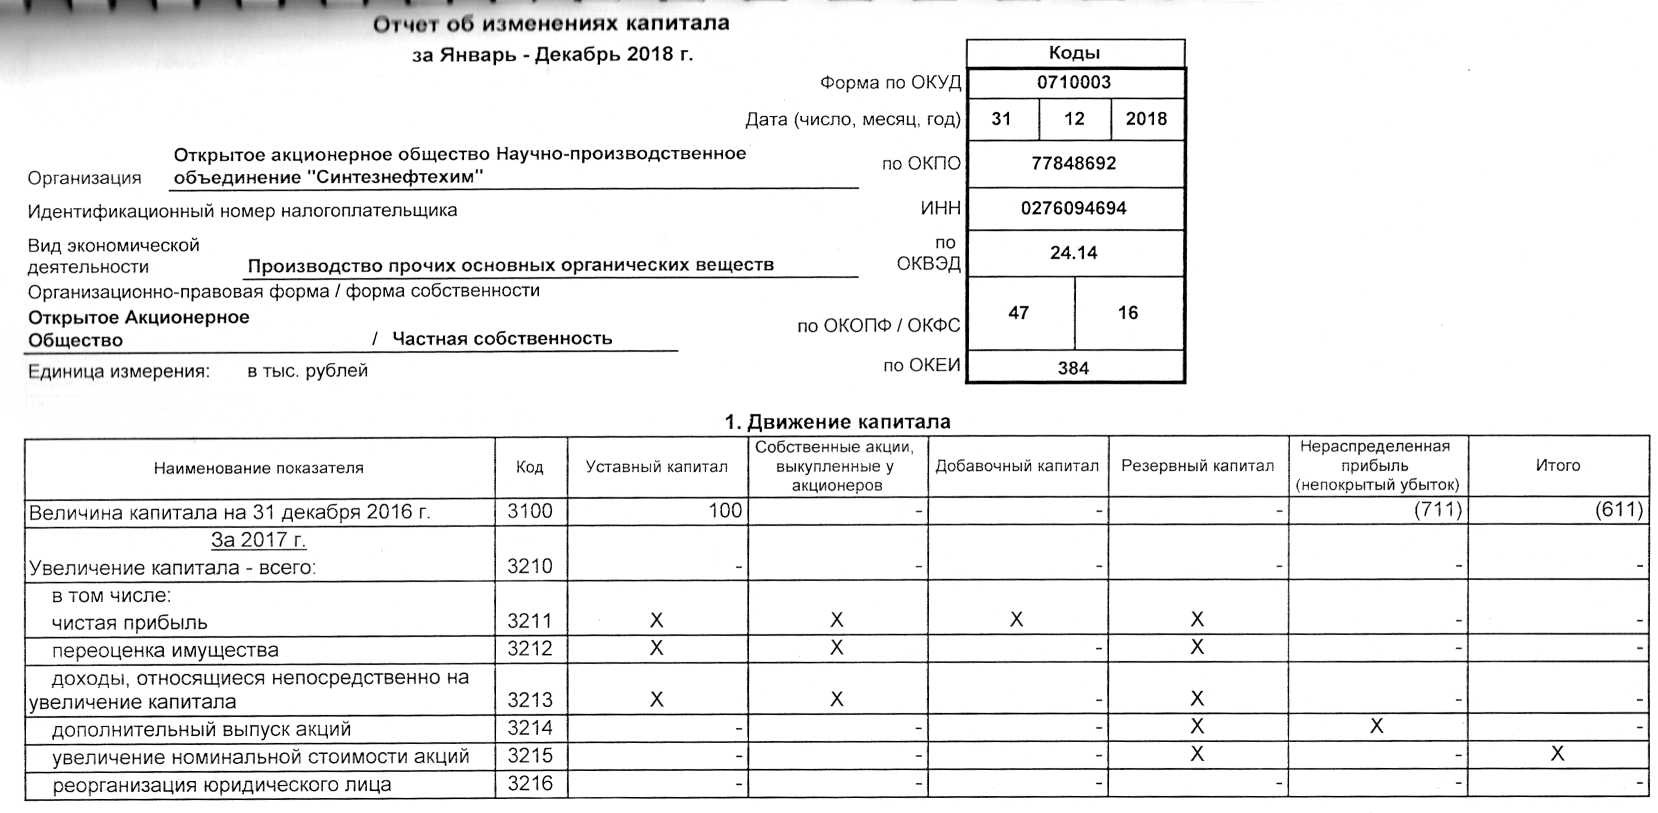 Отчет об изменениях капитала
за Январь - Декабрь 2018 г.
Коды
Форма по ОКУД 0710003
Дата (число, месяц, год) 31 12 2018
Открытое акционерное общество Научно-производственное
Организация объединение "Синтезнефтехим" по ОКПО 77848692
Идентификационный номер налогоплательщика ИНН 0276094694
Вид экономической по
деятельности Производство прочих основных органических веществ ОКВЭД 24.14
Организационно-правовая форма / форма собственности
Открытое Акционерное
Общество / Частная собственность по ОКОПФ / ОКФС 47 16
Единица измерения: в тыс. рублей по ОКЕИ 384
1. Движение капитала
Наименование показателя Код Уставный капитал Собственные акции, выкупленные у акционеров Добавочный капитал Резервный капитал Нераспределенная прибыль (непокрытый убыток) Итого
Величина капитала на 31 декабря 2016 г. 3100 100 - - - (711) (611)
За 2017 г.
Увеличение капитала - всего: 3210 - - - - - -
в том числе:
чистая прибыль 3211 X X X X - -
переоценка имущества 3212 X X - X - -
доходы, относящиеся непосредственно на
увеличение капитала 3213 X X - X - -
дополнительный выпуск акций 3214 - - - X X -
увеличение номинальной стоимости акций 3215 - - - X - X
реорганизация юридического лица 3216 - - - - - -